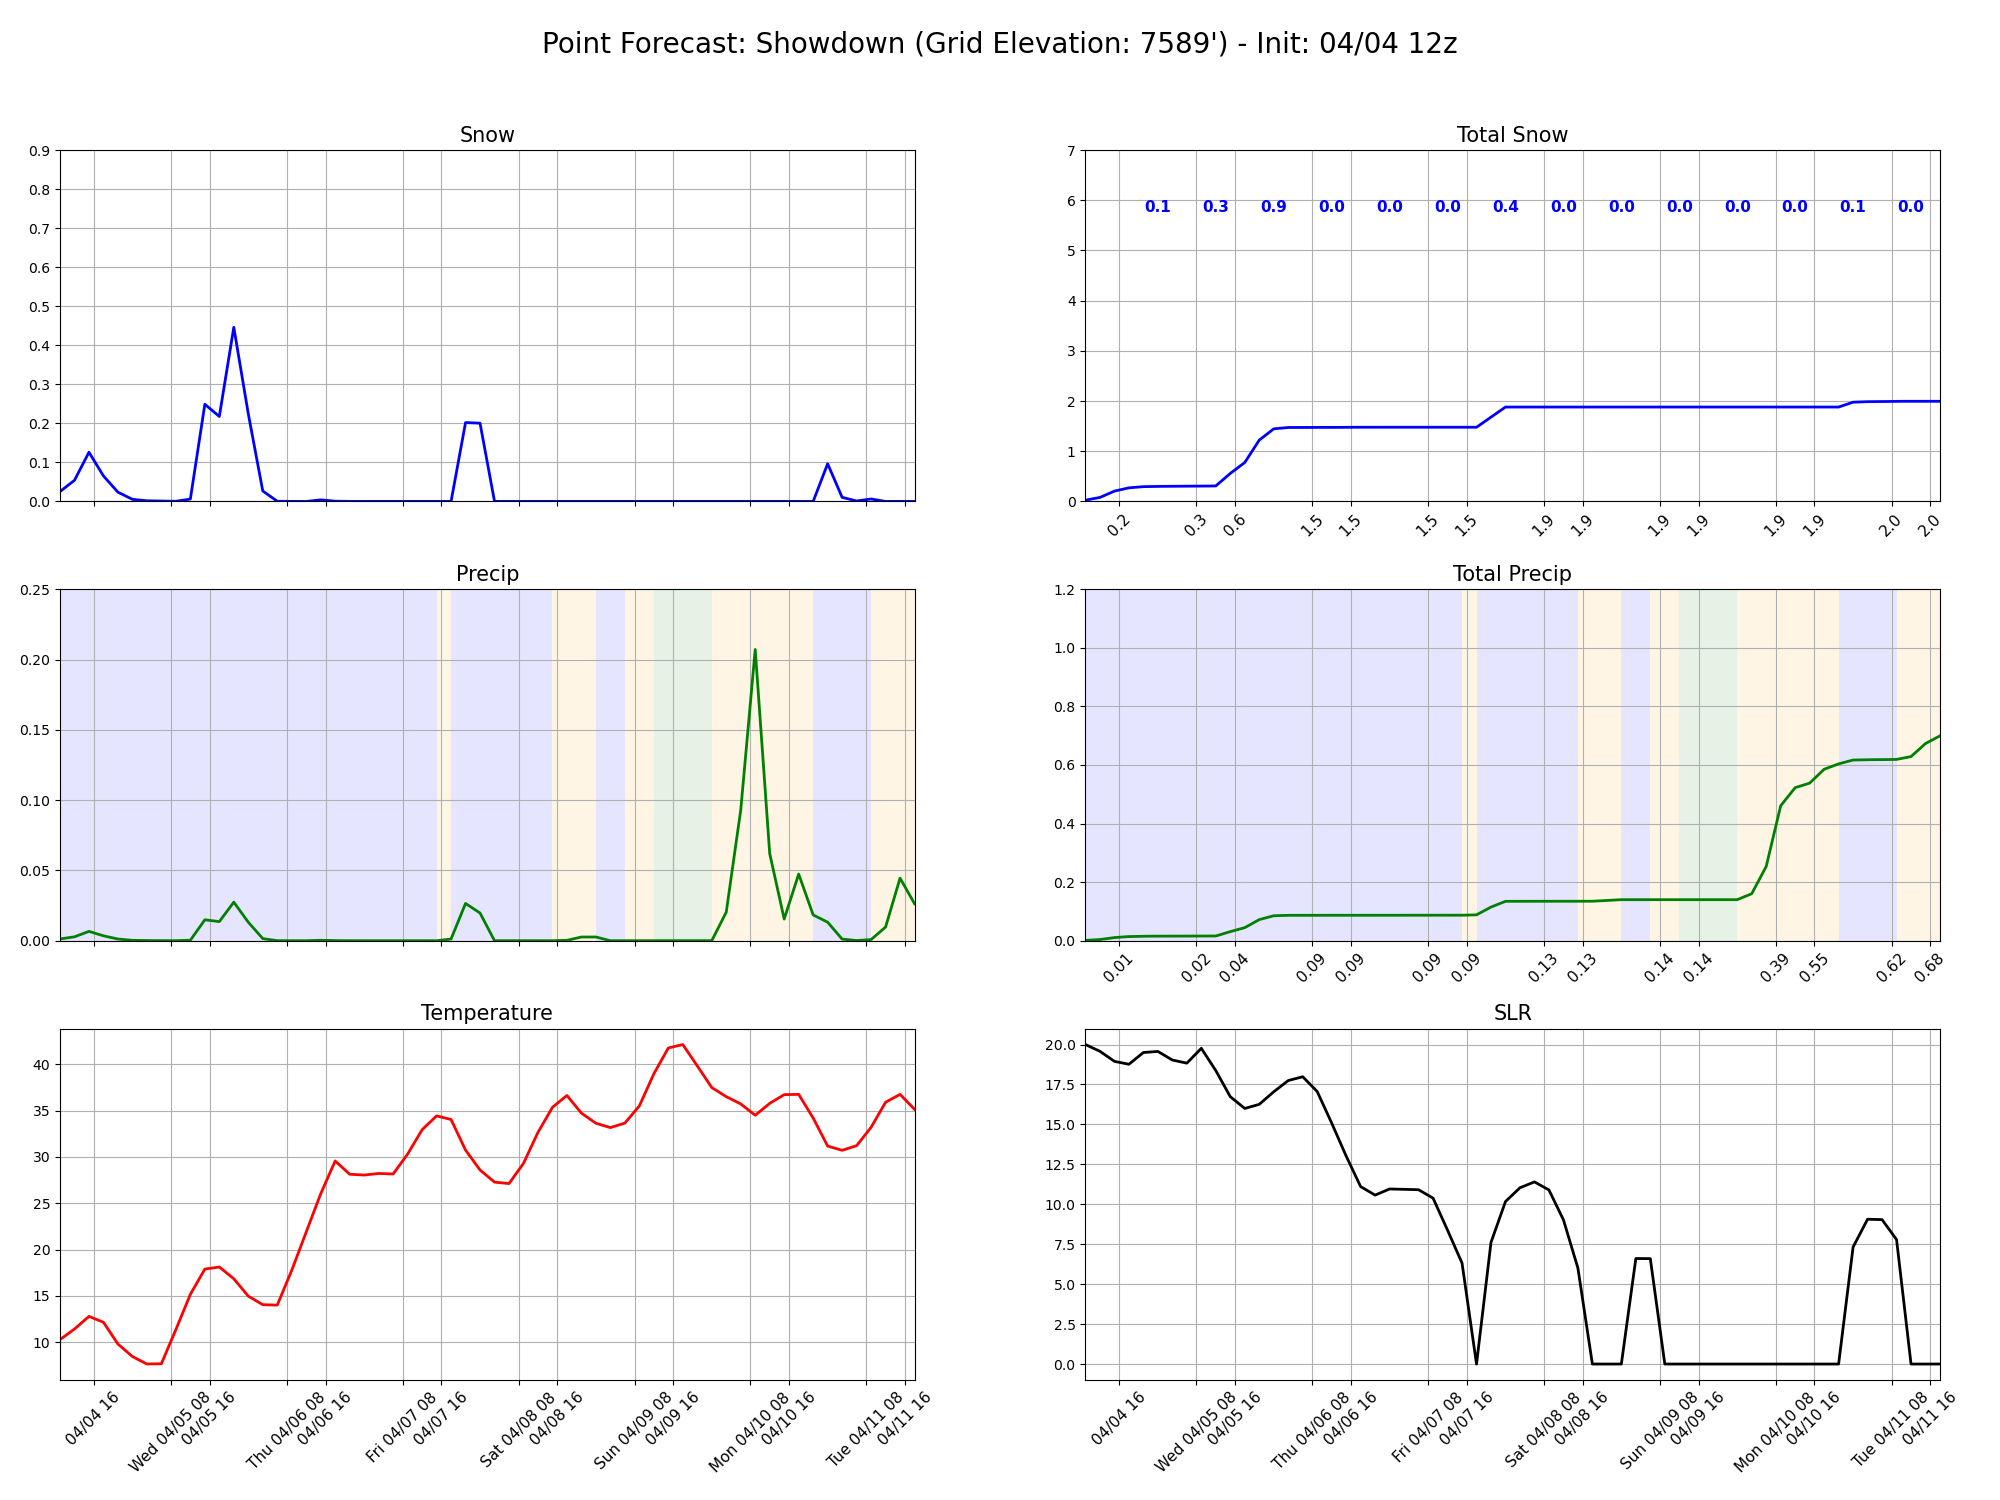 Point Forecast: Showdown (Grid Elevation: 7589') - Init: 04/04 12z
Snow
0.9
0.8
0.7
0.6
0.5
0.4
0.3
0.2
0.1
0.0
Total Snow
7
6
5
4
3
2
1
0
0.1 0.3 0.9 0.0 0.0 0.0 0.4 0.0 0.0 0.0 0.0 0.0 0.1 0.0
0.2 0.3 0.6 1.5 1.5 1.5 1.5 1.9 1.9 1.9 1.9 1.9 1.9 2.0 2.0
Precip
0.25
0.20
0.15
0.10
0.05
0.00
Total Precip
1.2
1.0
0.8
0.6
0.4
0.2
0.0
0.01 0.02 0.04 0.09 0.09 0.09 0.09 0.13 0.13 0.14 0.14 0.39 0.55 0.62 0.68
Temperature
40
35
30
25
20
15
10
04/04 16
Wed 04/05 08
04/05 16
Thu 04/06 08
04/06 16
Fri 04/07 08
04/07 16
Sat 04/08 08
04/08 16
Sun 04/09 08
04/09 16
Mon 04/10 08
04/10 16
Tue 04/11 08
04/11 16
SLR
20.0
17.5
15.0
12.5
10.0
7.5
5.0
2.5
0.0
04/04 16
Wed 04/05 08
04/05 16
Thu 04/06 08
04/06 16
Fri 04/07 08
04/07 16
Sat 04/08 08
04/08 16
Sun 04/09 08
04/09 16
Mon 04/10 08
04/10 16
Tue 04/11 08
04/11 16